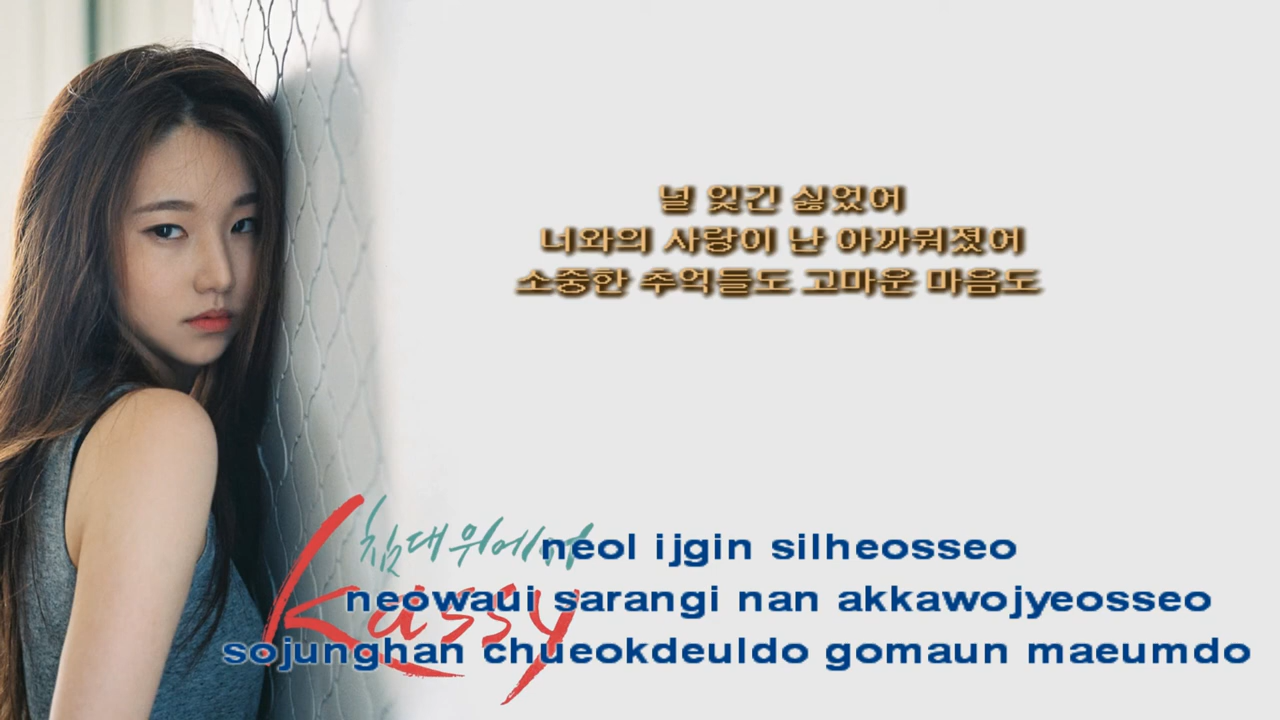 널 잊긴 싫었어
너와의 사랑이 난 아까워졌어
소중한 추억들도 고마운 마음도
침대 위에서
neol ijgin silheosseo
Kassy
neowaui sarangi nan akkawojyeosseo
sojunghan chueokdeuldo gomaun maeumdo